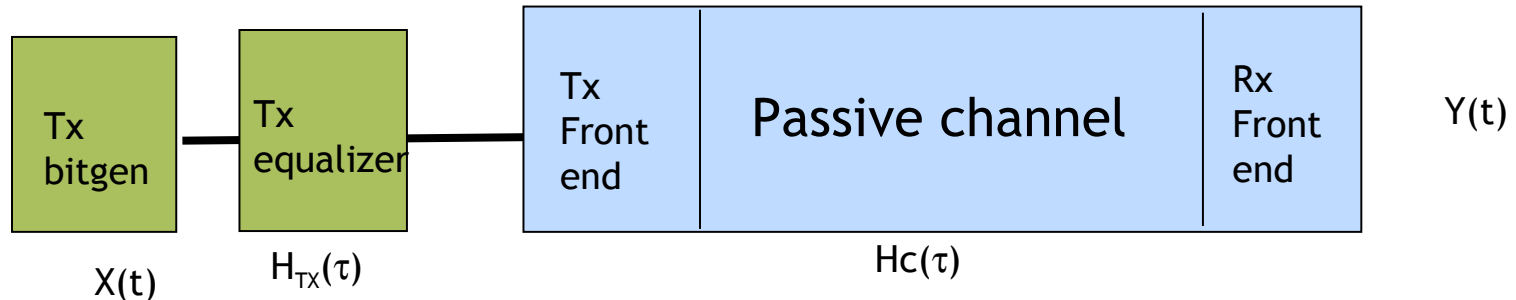 Tx
bitgen
Tx
equalizer
Tx
Front
end
Passive channel
Rx
Front
end
Y(t)
X(t)
H_TX(τ)
Hc(τ)